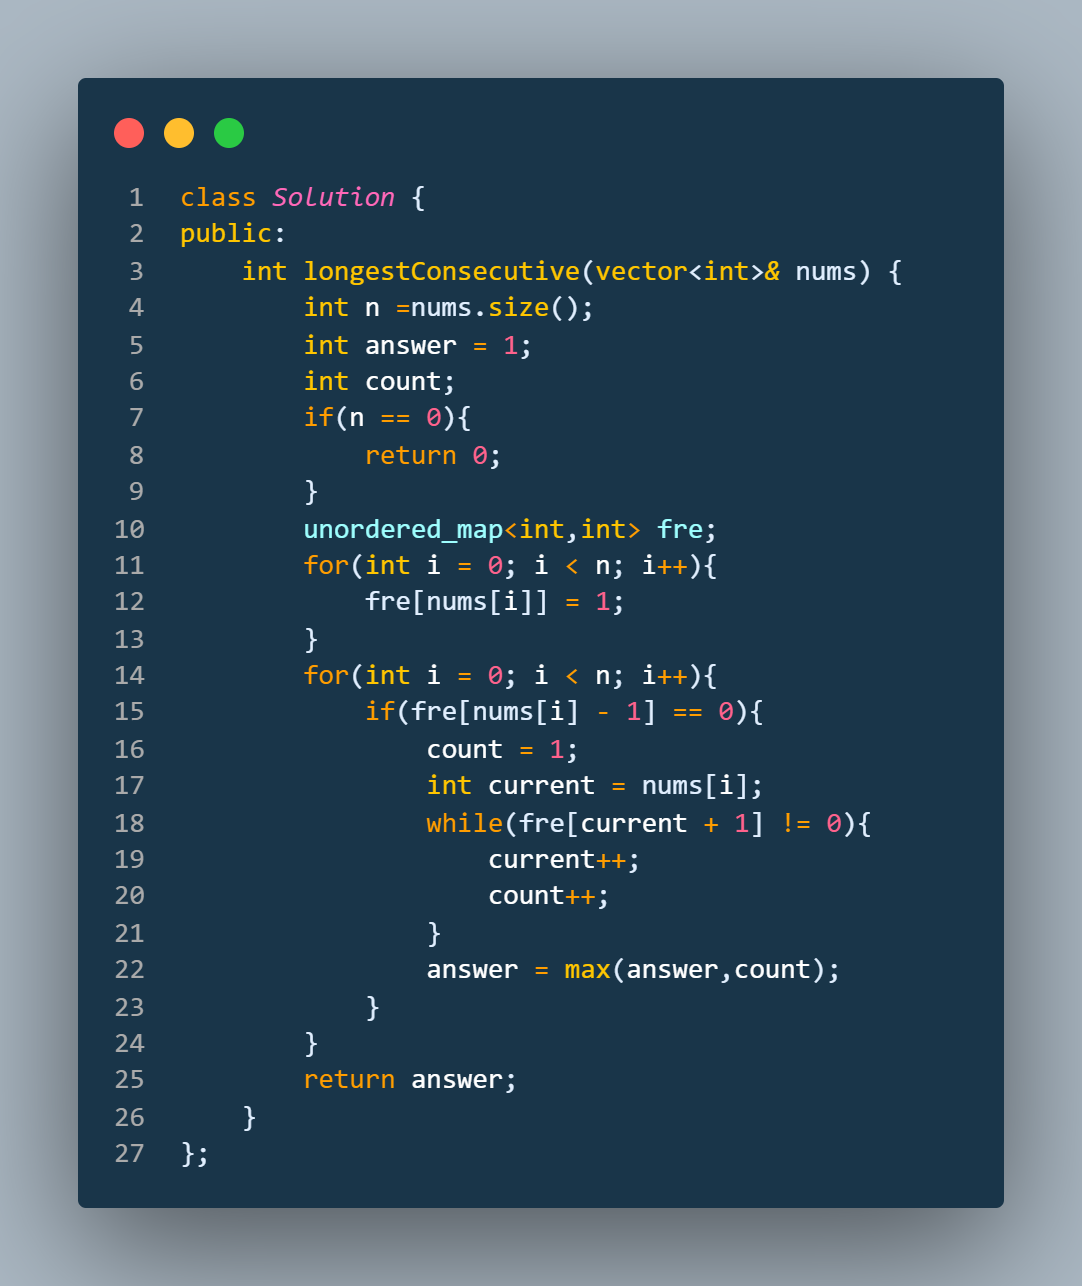 1 class Solution {
2 public:
3     int longestConsecutive(vector<int>& nums) {
4         int n =nums.size();
5         int answer = 1;
6         int count;
7         if(n == 0){
8             return 0;
9         }
10         unordered_map<int,int> fre;
11         for(int i = 0; i < n; i++){
12             fre[nums[i]] = 1;
13         }
14         for(int i = 0; i < n; i++){
15             if(fre[nums[i] - 1] == 0){
16                 count = 1;
17                 int current = nums[i];
18                 while(fre[current + 1] != 0){
19                     current++;
20                     count++;
21                 }
22                 answer = max(answer,count);
23             }
24         }
25         return answer;
26     }
27 };